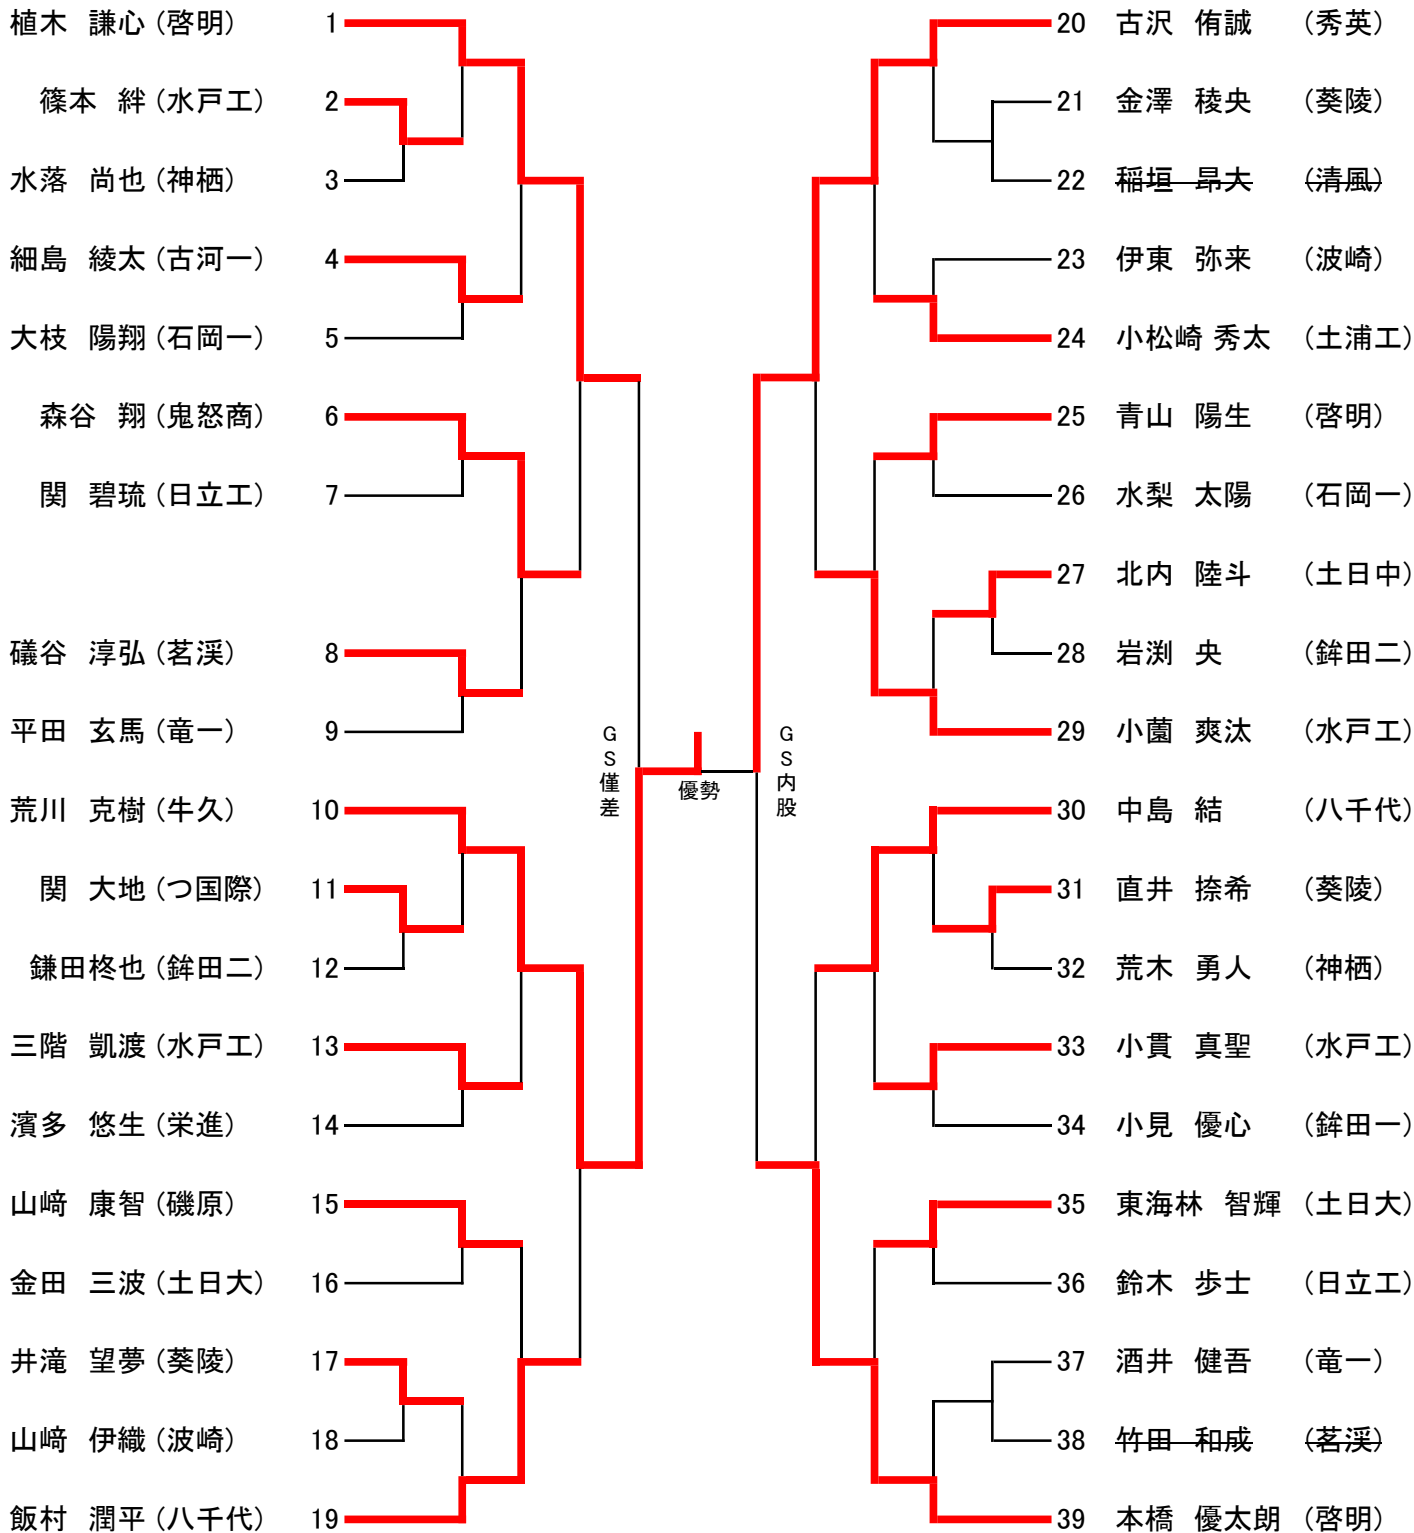 植木 謙心 (啓明) 1
篠本 絆 (水戸工) 2
水落 尚也 (神栖) 3
細島 綾太 (古河一) 4
大枝 陽翔 (石岡一) 5
森谷 翔 (鬼怒商) 6
関 碧琉 (日立工) 7
礒谷 淳弘 (茗溪) 8
平田 玄馬 (竜一) 9
荒川 克樹 (牛久) 10
関 大地 (つ国際) 11
鎌田柊也 (鉾田二) 12
三階 凱渡 (水戸工) 13
濱多 悠生 (栄進) 14
山﨑 康智 (磯原) 15
金田 三波 (土日大) 16
井滝 望夢 (葵陵) 17
山﨑 伊織 (波崎) 18
飯村 潤平 (八千代) 19
GS僅差
優勢
GS内股
20 古沢 侑誠 (秀英)
21 金澤 稜央 (葵陵)
22 稲垣 昂大 (清風)
23 伊東 弥来 (波崎)
24 小松崎 秀太 (土浦工)
25 青山 陽生 (啓明)
26 水梨 太陽 (石岡一)
27 北内 陸斗 (土日中)
28 岩渕 央 (鉾田二)
29 小薗 爽汰 (水戸工)
30 中島 結 (八千代)
31 直井 捺希 (葵陵)
32 荒木 勇人 (神栖)
33 小貫 真聖 (水戸工)
34 小見 優心 (鉾田一)
35 東海林 智輝 (土日大)
36 鈴木 歩士 (日立工)
37 酒井 健吾 (竜一)
38 竹田 和成 (茗溪)
39 本橋 優太朗 (啓明)